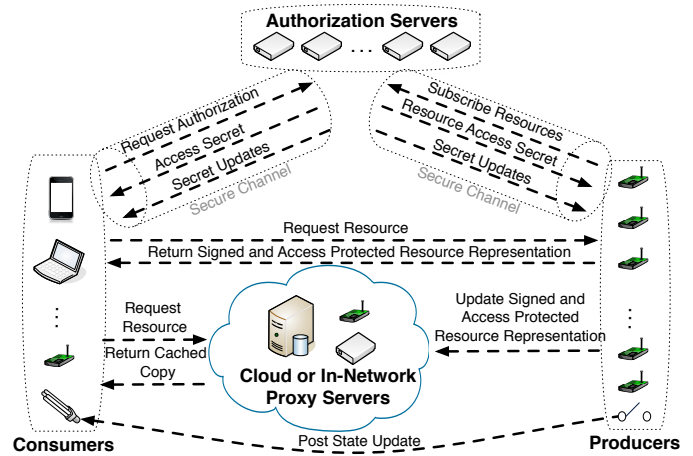 Authorization Servers
...
Request Authorization
Access Secret
Secret Updates
Secure Channel
Subscribe Resources
Resource Access Secret
Secret Updates
Secure Channel
Request Resource
Return Signed and Access Protected Resource Representation
Request
Resource
Return Cached
Copy
Update Signed and
Access Protected
Resource Representation
Cloud or In-Network
Proxy Servers
Post State Update
Consumers
Producers